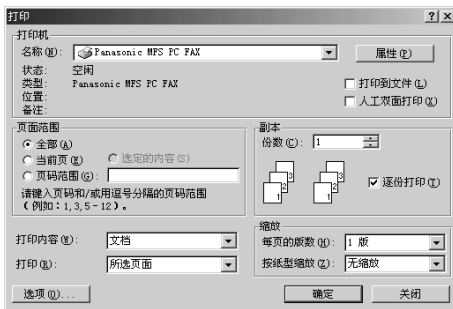 打印
打印机
名称(N): Panasonic MFS PC FAX 属性(P)
状态: 空闲
类型: Panasonic MFS PC FAX 打印到文件(L)
位置: 人工双面打印(X)
备注:
页面范围
全部(A)
当前页(E) 选定的内容(S)
页码范围(G):
请键入页码和/或用逗号分隔的页码范围
(例如:1,3,5-12)。
副本
份数(C): 1
1 2 3 1 2 3 逐份打印(T)
打印内容(W): 文档
打印(R): 所选页面
缩放
每页的版数(H): 1 版
按纸型缩放(Z): 无缩放
选项(O)... 确定 关闭